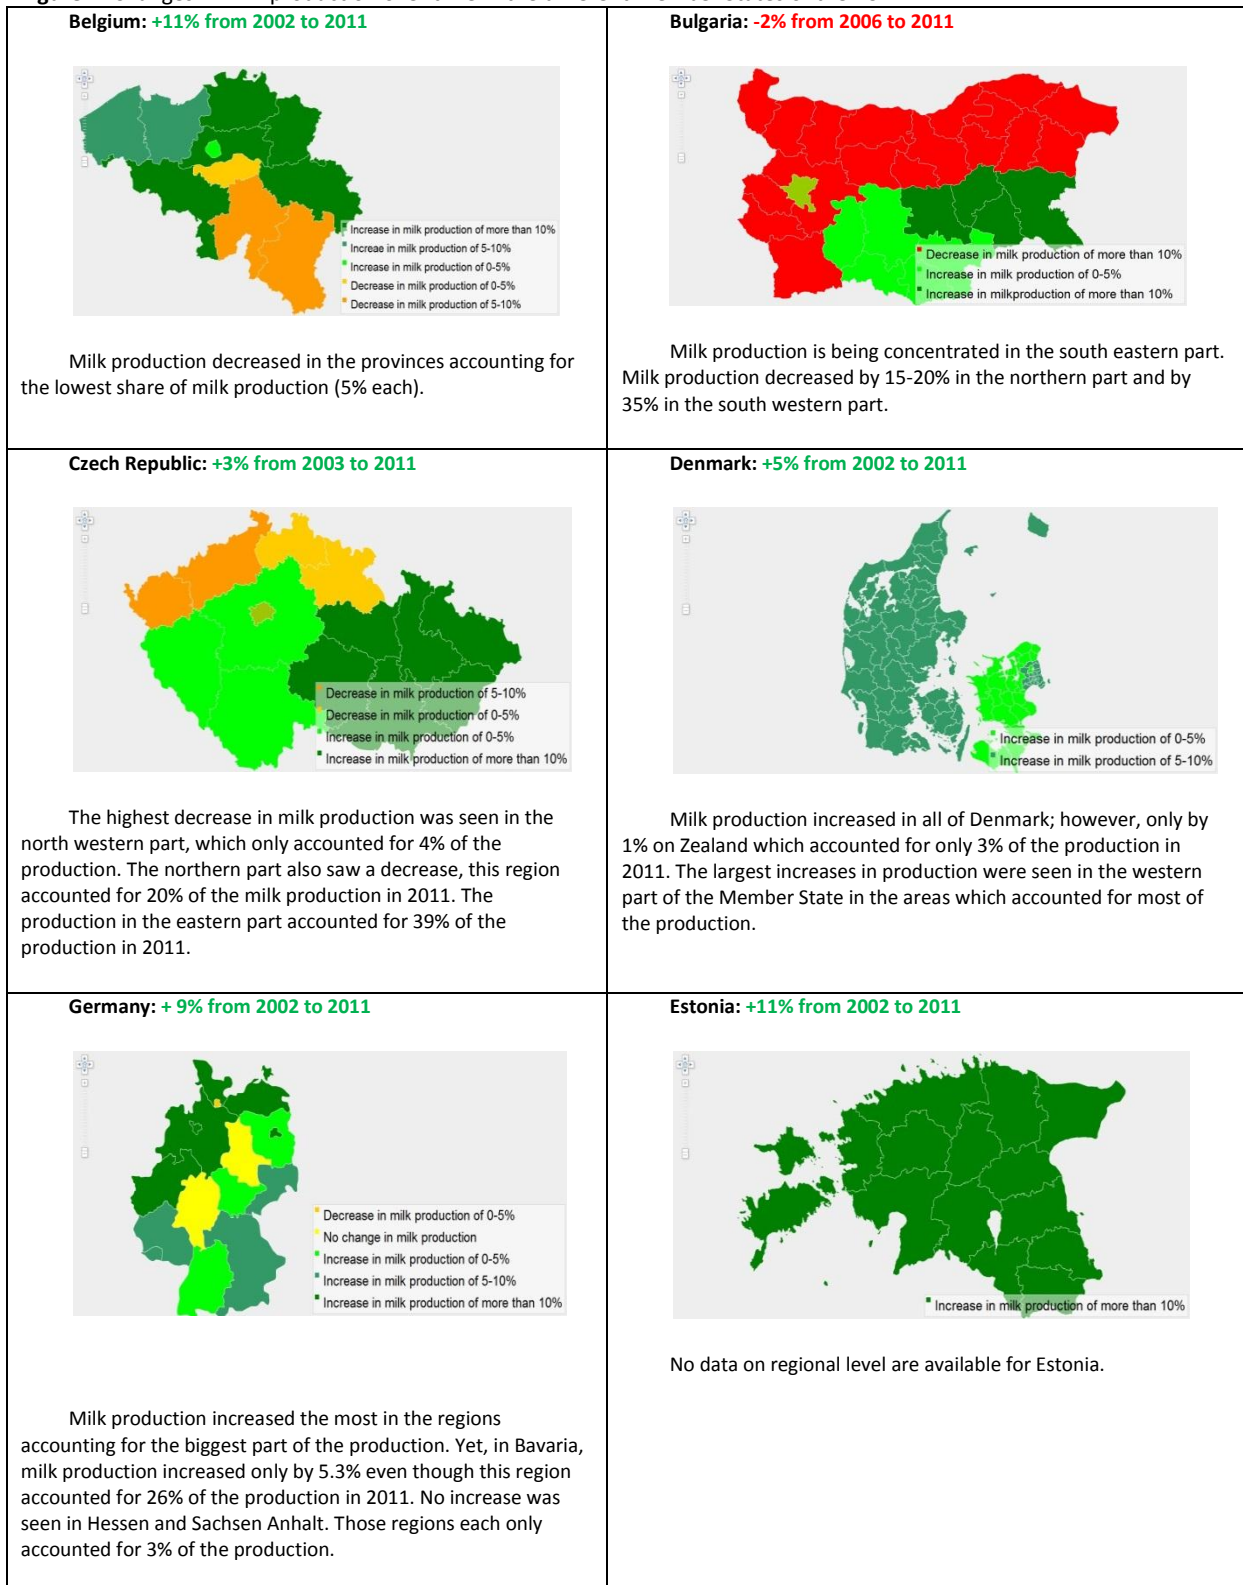 Belgium: +11% from 2002 to 2011
Increase in milk production of more than 10%
Increae in milk production of 5-10%
Increase in milk production of 0-5%
Decrease in milk production of 0-5%
Decrease in milk production of 5-10%
Milk production decreased in the provinces accounting for
the lowest share of milk production (5% each).
Bulgaria: -2% from 2006 to 2011
Decrease in milk production of more than 10%
Increase in milk production of 0-5%
Increase in milkproduction of more than 10%
Milk production is being concentrated in the south eastern part.
Milk production decreased by 15-20% in the northern part and by
35% in the south western part.
Czech Republic: +3% from 2003 to 2011
Decrease in milk production of 5-10%
Decrease in milk production of 0-5%
Increase in milk production of 0-5%
Increase in milk production of more than 10%
The highest decrease in milk production was seen in the
north western part, which only accounted for 4% of the
production. The northern part also saw a decrease, this region
accounted for 20% of the milk production in 2011. The
production in the eastern part accounted for 39% of the
production in 2011.
Denmark: +5% from 2002 to 2011
Increase in milk production of 0-5%
Increase in milk production of 5-10%
Milk production increased in all of Denmark; however, only by
1% on Zealand which accounted for only 3% of the production in
2011. The largest increases in production were seen in the western
part of the Member State in the areas which accounted for most of
the production.
Germany: + 9% from 2002 to 2011
Decrease in milk production of 0-5%
No change in milk production
Increase in milk production of 0-5%
Increase in milk production of 5-10%
Increase in milk production of more than 10%
Milk production increased the most in the regions
accounting for the biggest part of the production. Yet, in Bavaria,
milk production increased only by 5.3% even though this region
accounted for 26% of the production in 2011. No increase was
seen in Hessen and Sachsen Anhalt. Those regions each only
accounted for 3% of the production.
Estonia: +11% from 2002 to 2011
Increase in milk production of more than 10%
No data on regional level are available for Estonia.